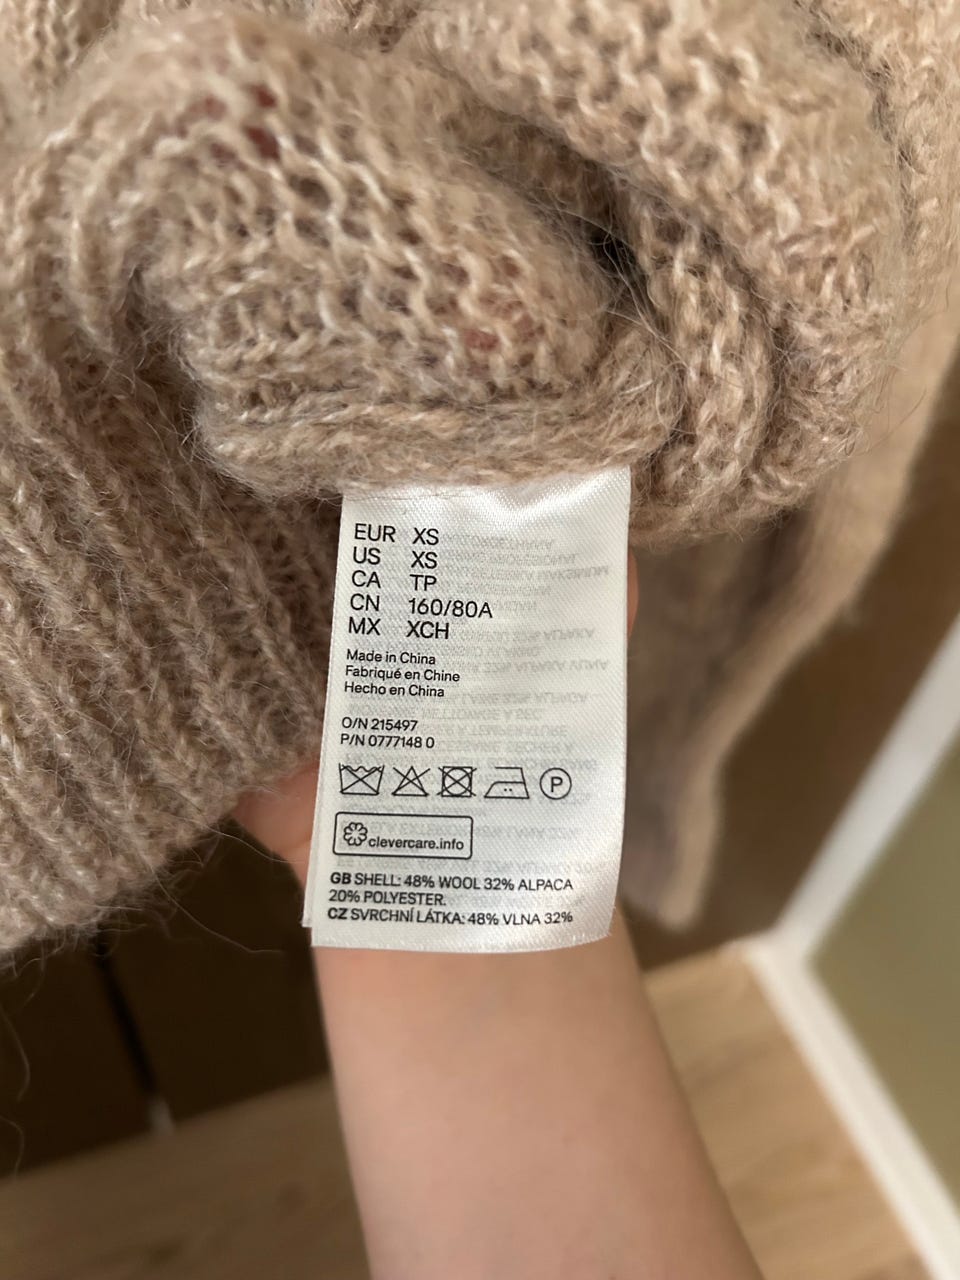 EUR XS
US XS
CA TP
CN 160/80A
MX XCH
Made in China
Fabriqué en Chine
Hecho en China
O/N 215497
P/N 0777148 0
P
clevercare.info
GB SHELL: 48% WOOL 32% ALPACA
20% POLYESTER.
CZ SVRCHNÍ LÁTKA: 48% VLNA 32%